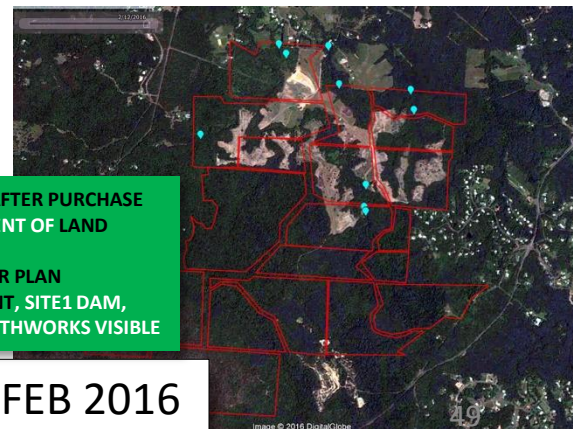 2/12/2016
FTER PURCHASE
NT OF LAND
R PLAN
IT, SITE1 DAM,
THWORKS VISIBLE
FEB 2016
Image © 2016 DigitalGlobe
49